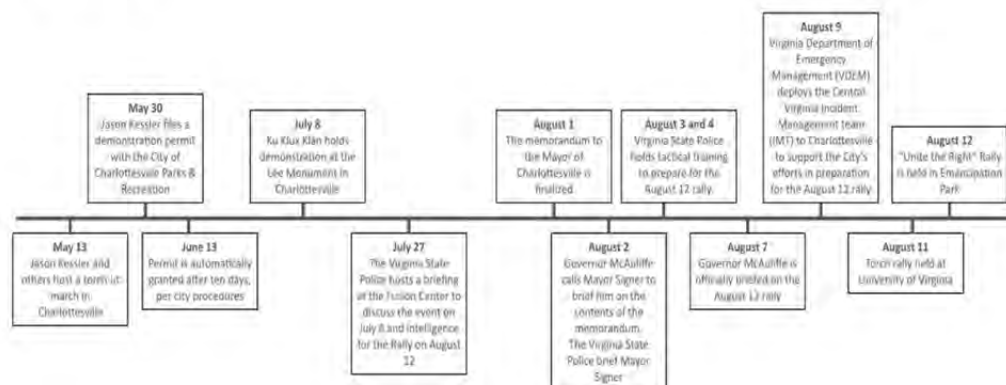 May 13
Jason Kessler and
others host a torch lit
march in
Charlottesville
May 30
Jason Kessler files a
demonstration permit
with the City of
Charlottesville Parks &
Recreation
June 13
Permit is automatically
granted after ten days,
per city procedures
July 8
Ku Klux Klan holds
demonstration at the
Lee Monument in
Charlottesville
July 27
The Virginia State
Police hosts a briefing
at the Fusion Center to
discuss the event on
July 8 and intelligence
for the Rally on August
12
August 1
The memorandum to
the Mayor of
Charlottesville is
finalized
August 2
Governor McAuliffe
calls Mayor Signer to
brief him on the
contents of the
memorandum.
The Virginia State
Police brief Mayor
Signer
August 3 and 4
Virginia State Police
holds tactical training
to prepare for the
August 12 rally.
August 7
Governor McAuliffe is
officially briefed on the
August 12 rally
August 9
Virginia Department of
Emergency
Management (VDEM)
deploys the Central
Virginia Incident
Management team
(IMT) to Charlottesville
to support the City's
efforts in preparation
for the August 12 rally
August 11
Torch rally held at
University of Virginia
August 12
"Unite the Right" Rally
is held in Emancipation
Park